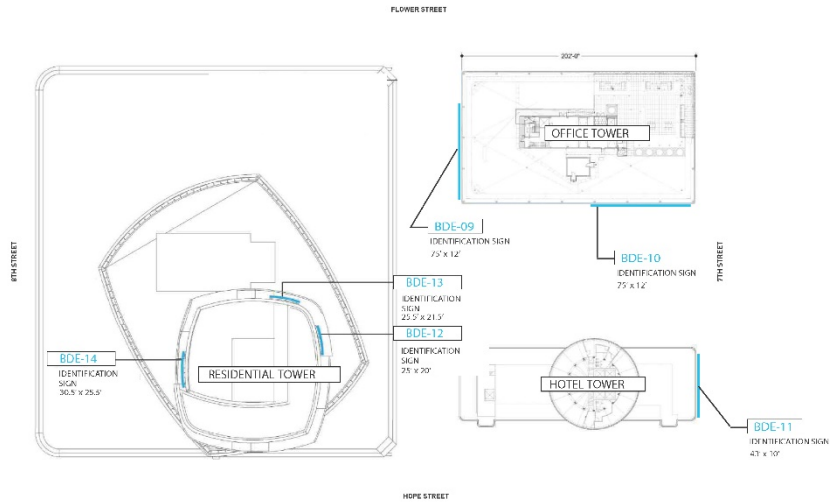 FLOWER STREET
202'-8"
OFFICE TOWER
BDE-09
IDENTIFICATION SIGN
75' x 12'
BDE-10
IDENTIFICATION SIGN
75' x 12'
8TH STREET
7TH STREET
BDE-13
IDENTIFICATION
SIGN
25.5' x 21.5'
BDE-12
IDENTIFICATION
SIGN
25' x 20'
BDE-14
IDENTIFICATION
SIGN
30.5' x 25.5'
RESIDENTIAL TOWER
HOTEL TOWER
BDE-11
IDENTIFICATION SIGN
HOPE STREET